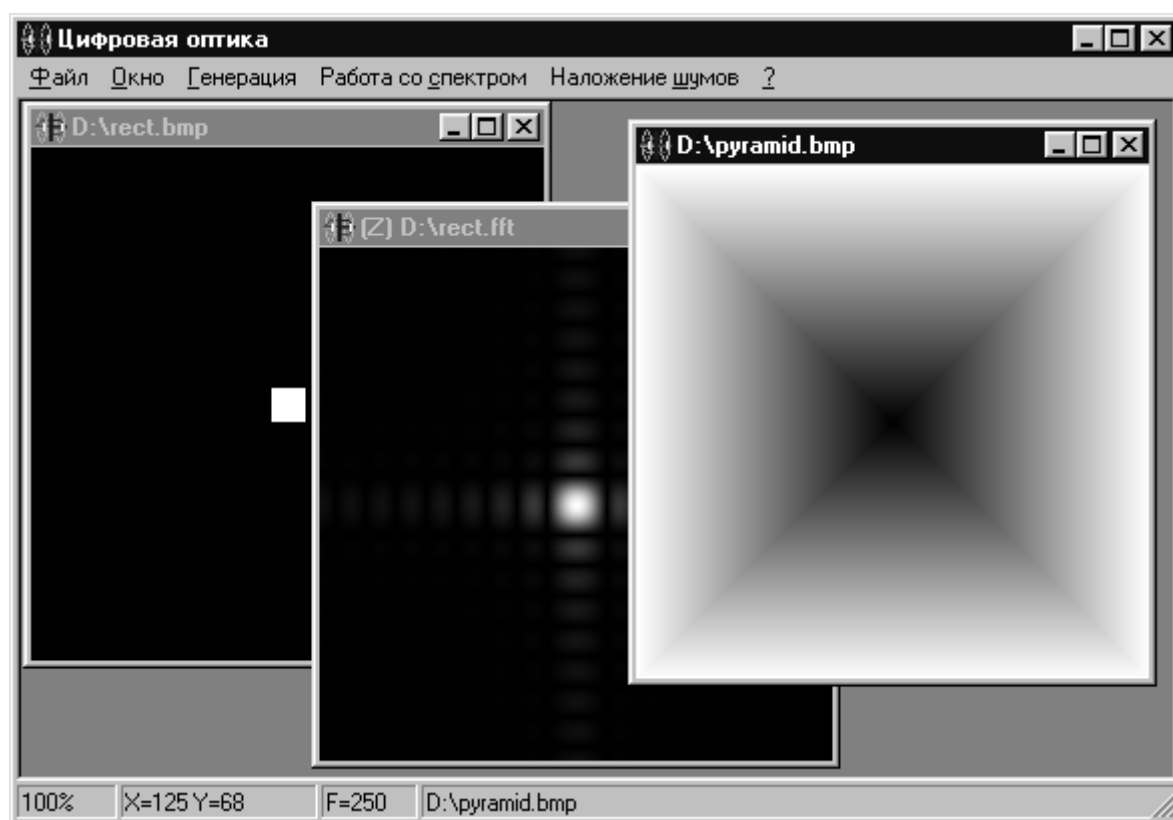 Цифровая оптика
Файл Окно Генерация Работа со спектром Наложение шумов ?
D:\rect.bmp
D:\pyramid.bmp
(Z) D:\rect.fft
100% X=125 Y=68 F=250 D:\pyramid.bmp